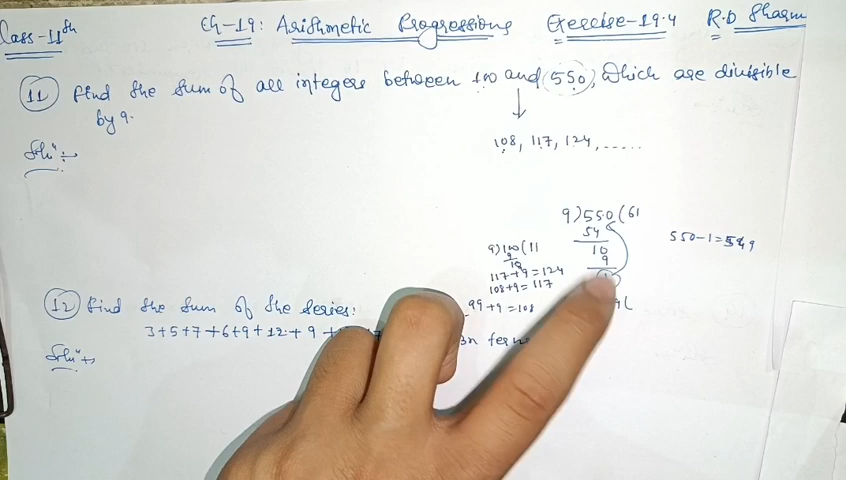 Class-11th Ch-19: Arithmetic Progressions Exercise-19.4 R.D Sharm
(11) Find the sum of all integers between 100 and (550), which are divisible
by 9.
108, 117, 124, .....
Solu^n :-
9)550(61
54
10
9
550-1=549
9)100(11
9
10
117+9=124
108+9=117
99+9=108
(12) Find the sum of the series:
3+5+7+6+9+12+9+
Solu^n :-